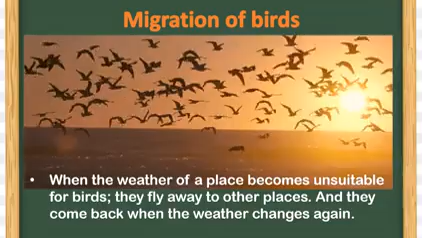 Migration of birds
• When the weather of a place becomes unsuitable
for birds; they fly away to other places. And they
come back when the weather changes again.